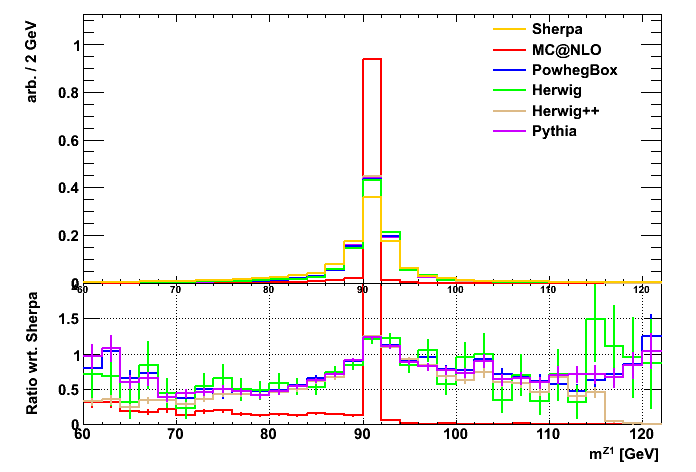 arb. / 2 GeV
1
0.8
0.6
0.4
0.2
0
Sherpa
MC@NLO
PowhegBox
Herwig
Herwig++
Pythia
60 70 80 90 100 110 120
Ratio wrt. Sherpa
1.5
1
0.5
0
60 70 80 90 100 110 120
m^Z1 [GeV]